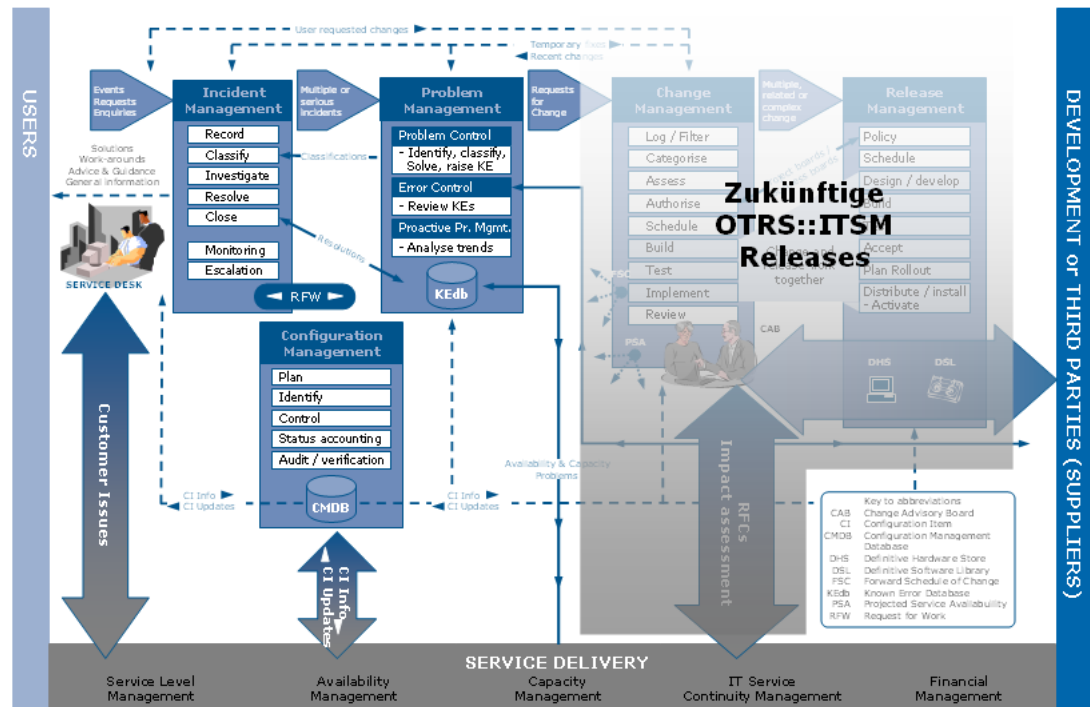 User requested changes
Temporary fixes
Recent changes
USERS
Events
Requests
Enquiries
Incident
Management
Record
Classify
Investigate
Resolve
Close
Monitoring
Escalation
Multiple or
serious
incidents
Problem
Management
Problem Control
- Identify, classify,
Solve, raise KE
Error Control
- Review KEs
Proactive Pr. Mgmt.
- Analyse trends
KEdb
Requests
for
Change
Change
Management
Log / Filter
Categorise
Assess
Authorise
Schedule
Build
Test
Implement
Review
Multiple,
related or
complex
change
Release
Management
Policy
Schedule
Design / develop
Build
Accept
Plan Rollout
Distribute / install
- Activate
Zukünftige
OTRS::ITSM
Releases
boards /
boards
Change and
together
Solutions
Work-arounds
Advice & Guidance
General information
SERVICE DESK
Classifications
Resolutions
RFW
FSC
PSA
CAB
DHS
DSL
Configuration
Management
Plan
Identify
Control
Status accounting
Audit / verification
CMDB
Customer Issues
CI Info
CI Updates
CI Info
CI Updates
CI Info
CI Updates
Availability & Capacity
Problems
RFCs
Impact assessment
Key to abbreviations
CAB Change Advisory Board
CI Configuration Item
CMDB Configuration Management
Database
DHS Definitive Hardware Store
DSL Definitive Software Library
FSC Forward Schedule of Change
KEdb Known Error Database
PSA Projected Service Availability
RFW Request for Work
DEVELOPMENT or THIRD PARTIES (SUPPLIERS)
SERVICE DELIVERY
Service Level
Management
Availability
Management
Capacity
Management
IT Service
Continuity Management
Financial
Management